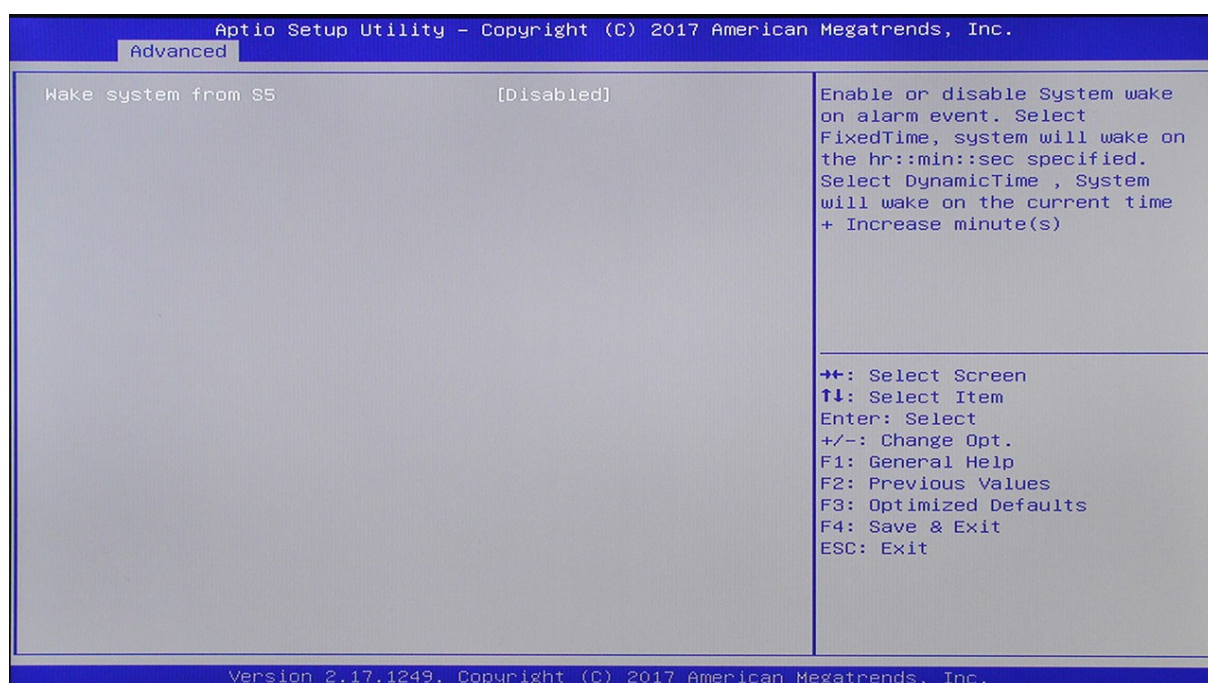 Aptio Setup Utility – Copyright (C) 2017 American Megatrends, Inc.
Advanced
Wake system from S5 [Disabled]
Enable or disable System wake
on alarm event. Select
FixedTime, system will wake on
the hr::min::sec specified.
Select DynamicTime , System
will wake on the current time
+ Increase minute(s)
→←: Select Screen
↑↓: Select Item
Enter: Select
+/-: Change Opt.
F1: General Help
F2: Previous Values
F3: Optimized Defaults
F4: Save & Exit
ESC: Exit
Version 2.17.1249. Copyright (C) 2017 American Megatrends, Inc.